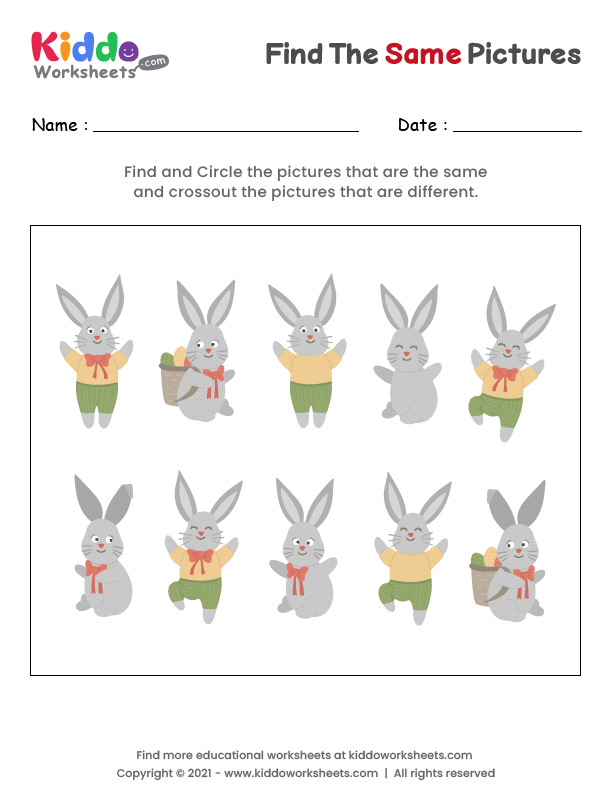 Kiddo
Worksheets
.com
Find The Same Pictures
Name :
Date :
Find and Circle the pictures that are the same
and crossout the pictures that are different.
Find more educational worksheets at kiddoworksheets.com
Copyright © 2021 - www.kiddoworksheets.com | All rights reserved